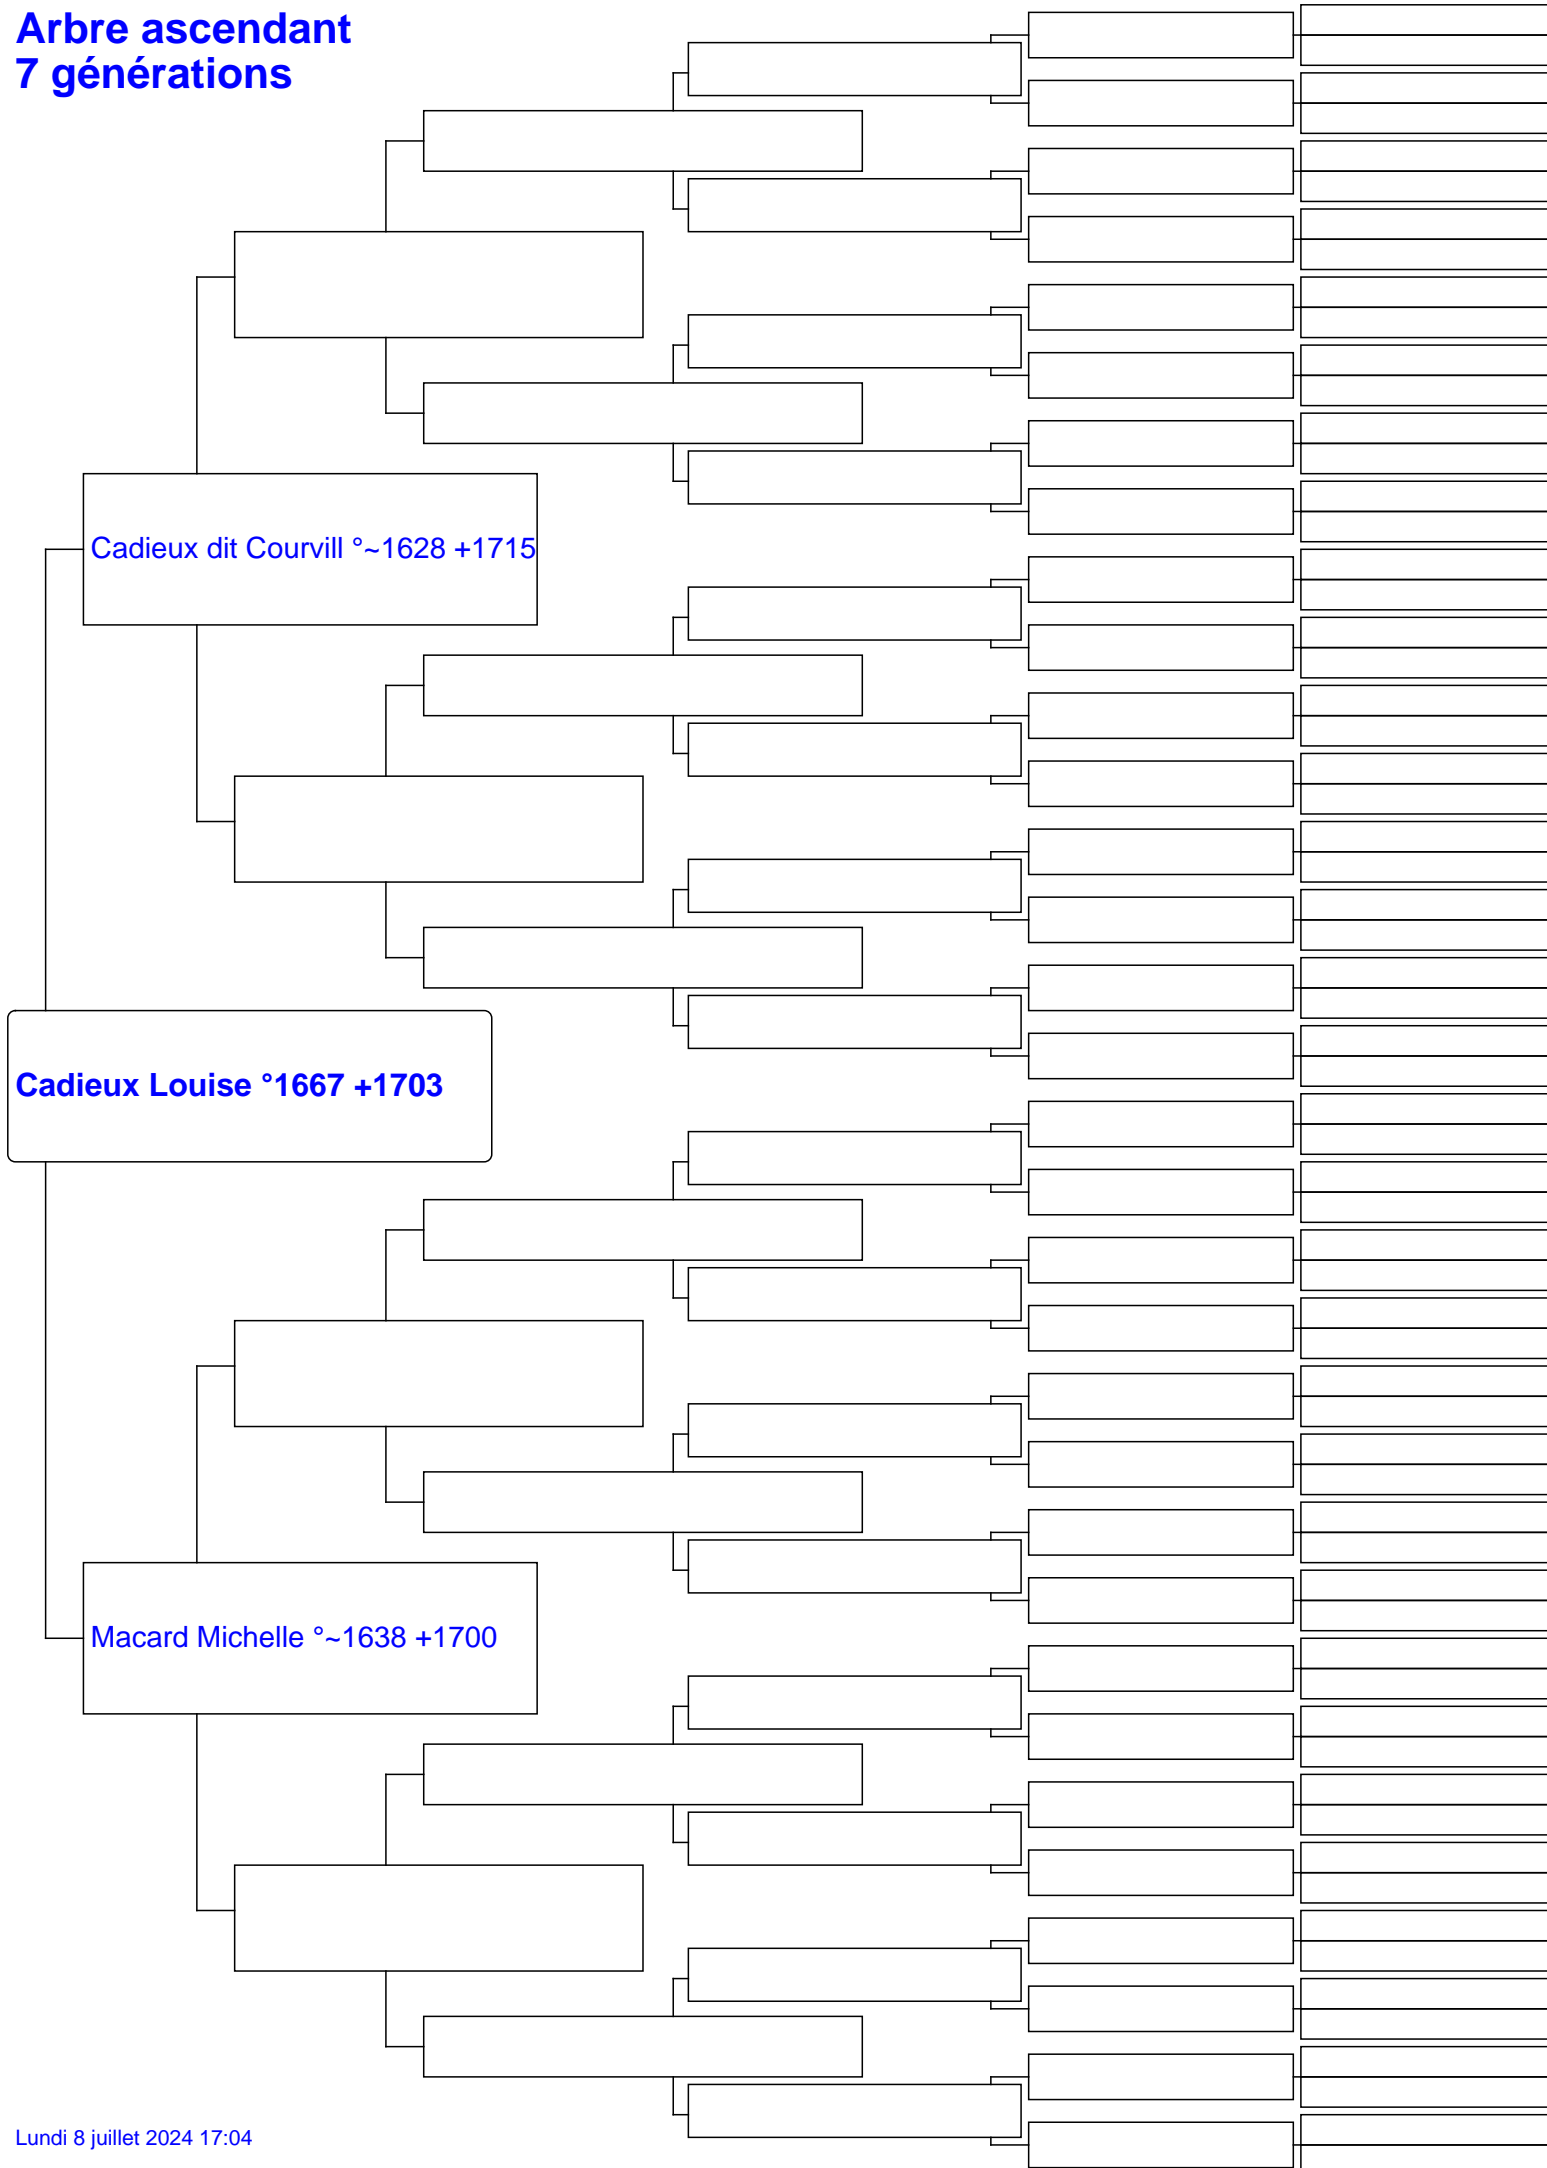 Arbre ascendant
7 générations
Cadieux dit Courvill °~1628 +1715
Cadieux Louise °1667 +1703
Macard Michelle °~1638 +1700
Lundi 8 juillet 2024 17:04